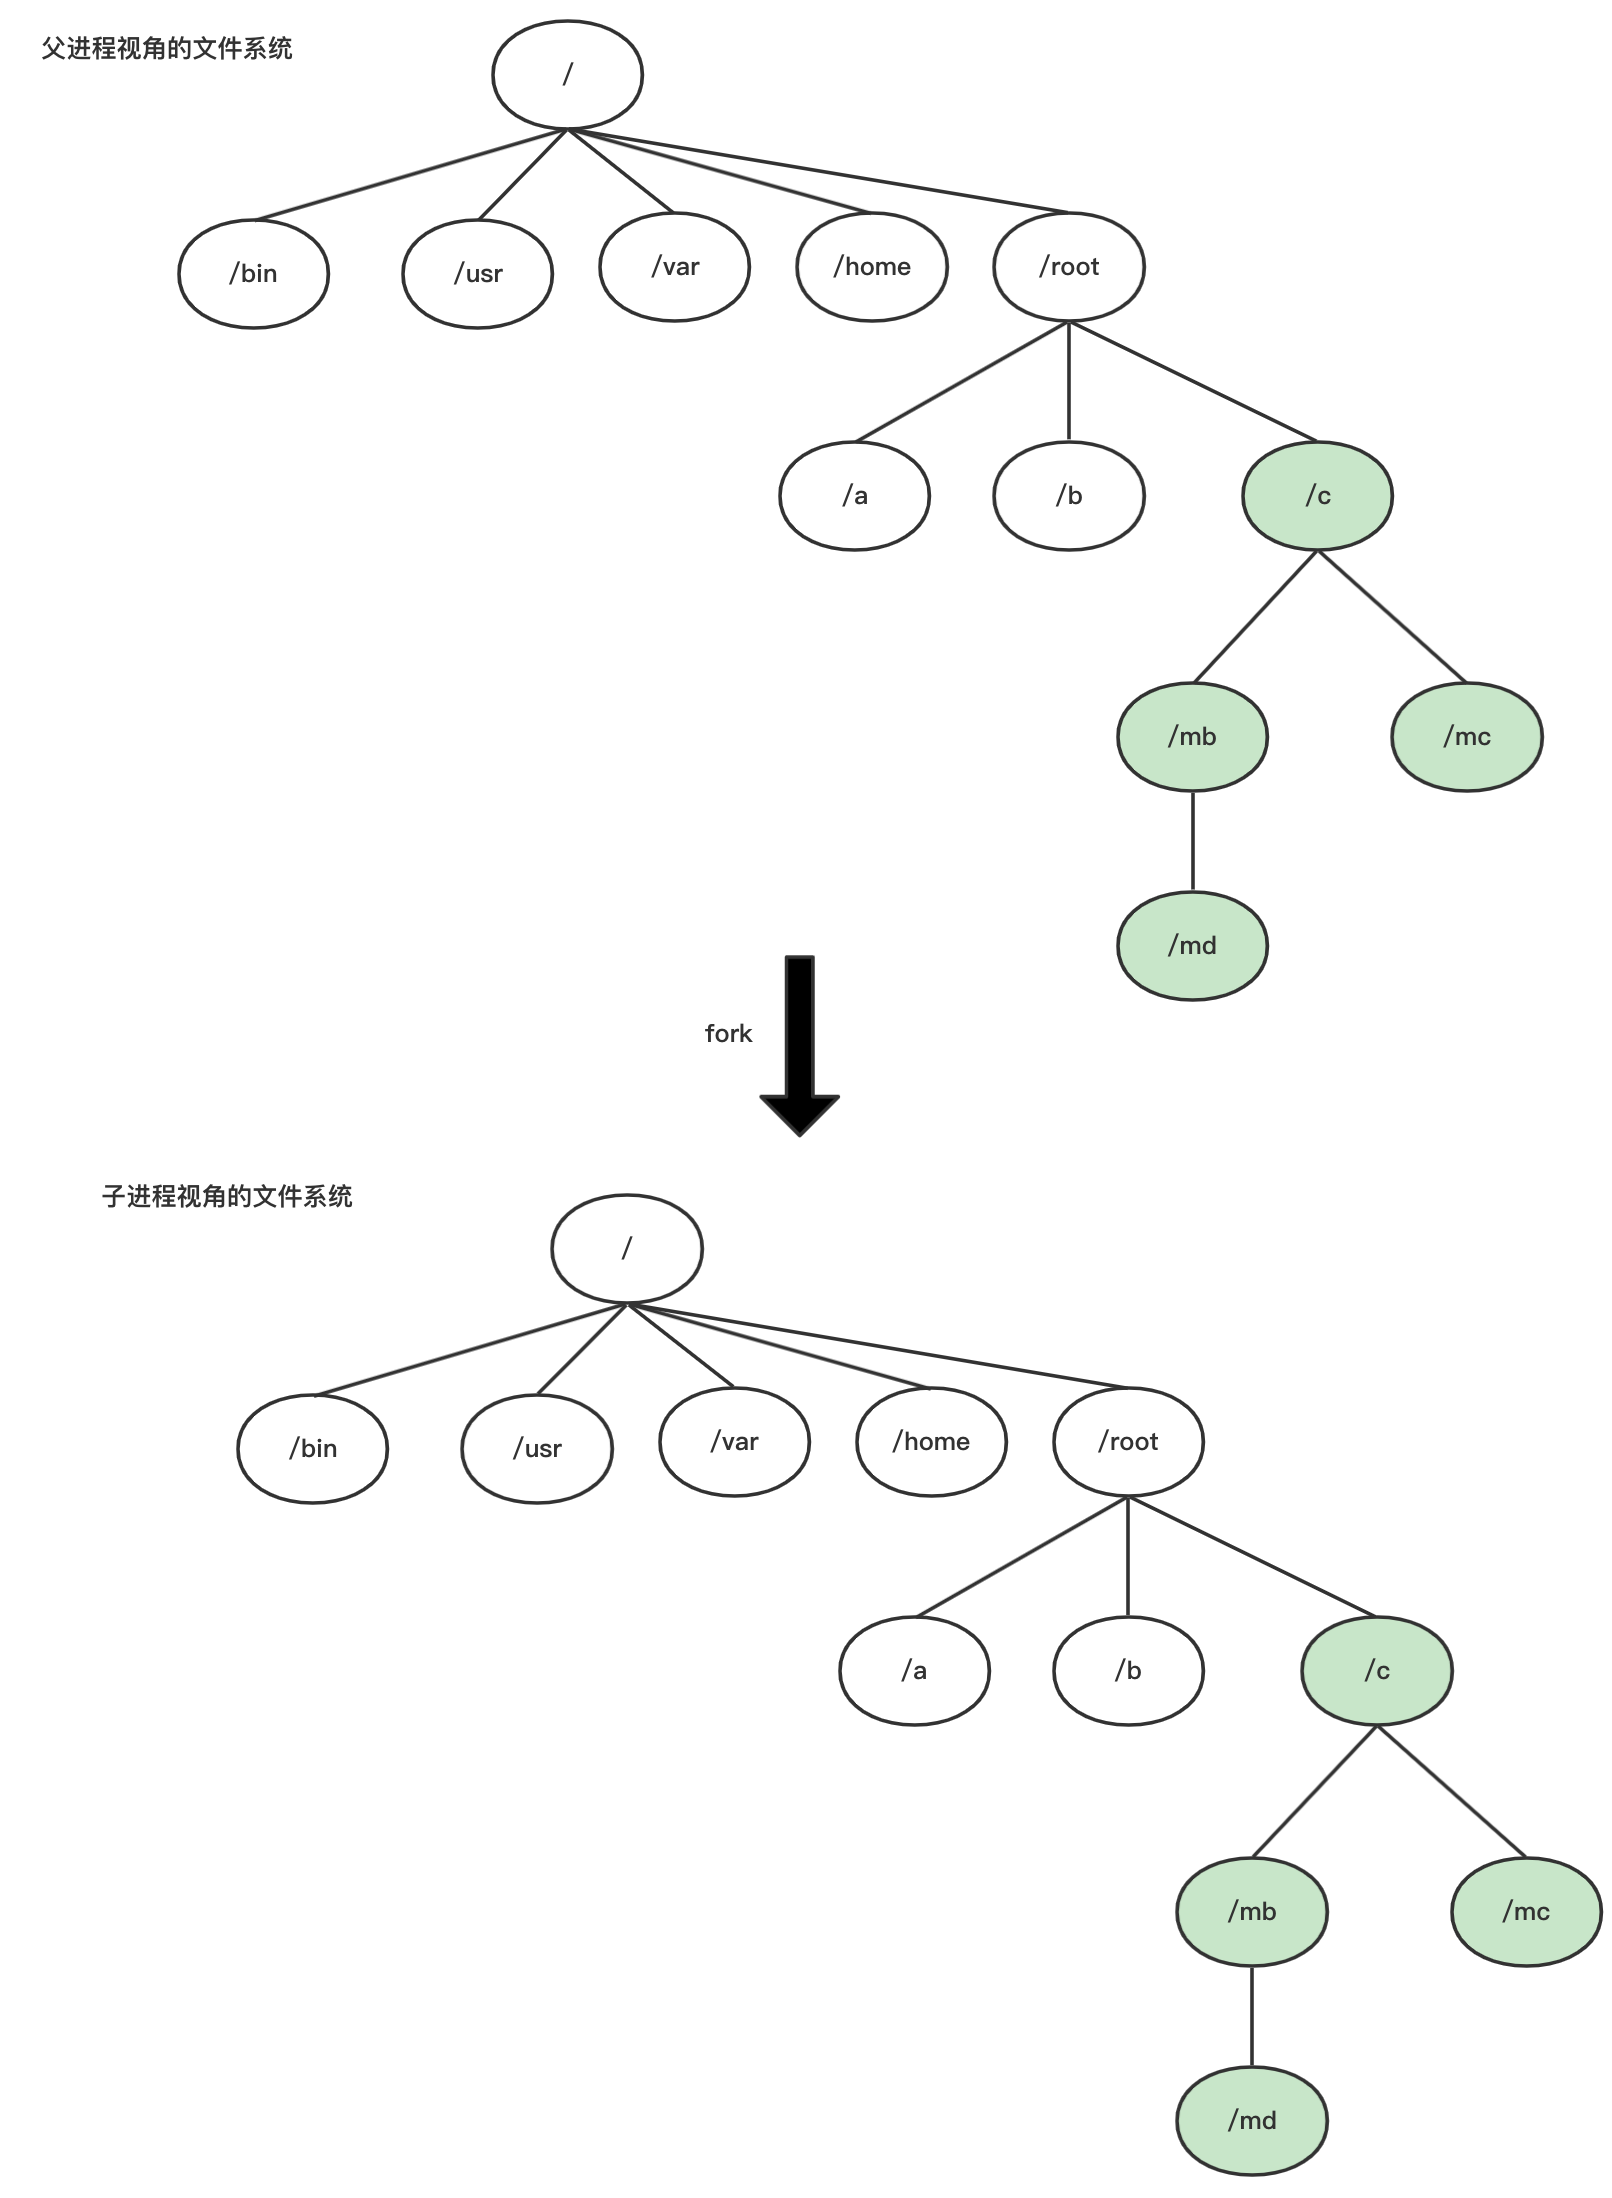 父进程视角的文件系统
/
/bin
/usr
/var
/home
/root
/a
/b
/c
/mb
/mc
/md
fork
子进程视角的文件系统
/
/bin
/usr
/var
/home
/root
/a
/b
/c
/mb
/mc
/md